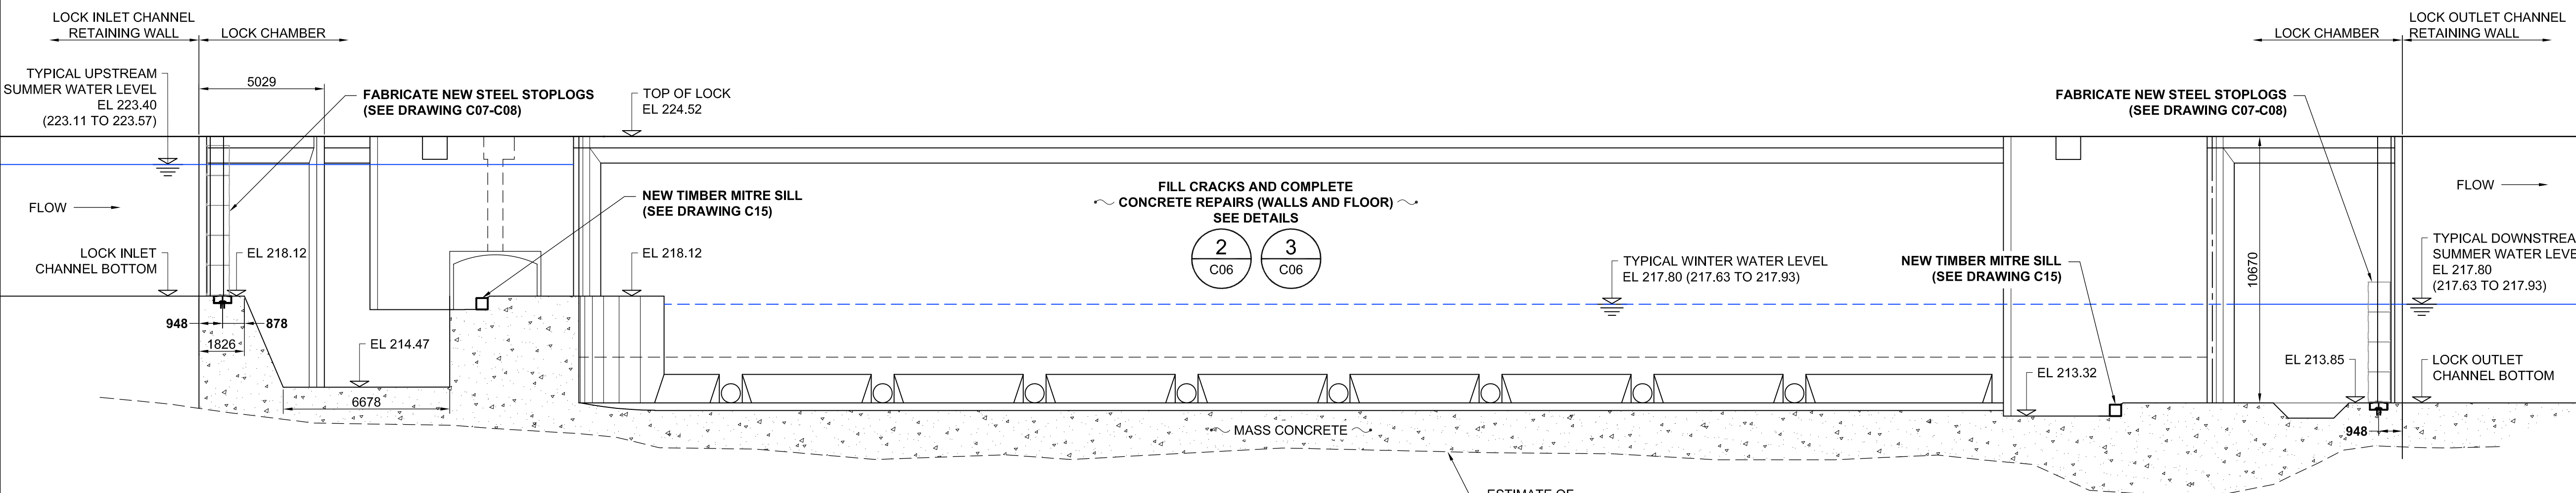 LOCK INLET CHANNEL
RETAINING WALL
LOCK CHAMBER
LOCK CHAMBER
LOCK OUTLET CHANNEL
RETAINING WALL
TYPICAL UPSTREAM
SUMMER WATER LEVEL
EL 223.40
(223.11 TO 223.57)
5029
FABRICATE NEW STEEL STOPLOGS
(SEE DRAWING C07-C08)
TOP OF LOCK
EL 224.52
FABRICATE NEW STEEL STOPLOGS
(SEE DRAWING C07-C08)
FLOW
NEW TIMBER MITRE SILL
(SEE DRAWING C15)
FILL CRACKS AND COMPLETE
CONCRETE REPAIRS (WALLS AND FLOOR)
SEE DETAILS
2
C06
3
C06
FLOW
LOCK INLET
CHANNEL BOTTOM
EL 218.12
EL 218.12
TYPICAL WINTER WATER LEVEL
EL 217.80 (217.63 TO 217.93)
NEW TIMBER MITRE SILL
(SEE DRAWING C15)
10670
TYPICAL DOWNSTREA
SUMMER WATER LEVE
EL 217.80
(217.63 TO 217.93)
948
878
1826
EL 214.47
6678
EL 213.32
EL 213.85
LOCK OUTLET
CHANNEL BOTTOM
MASS CONCRETE
948
ESTIMATE OF